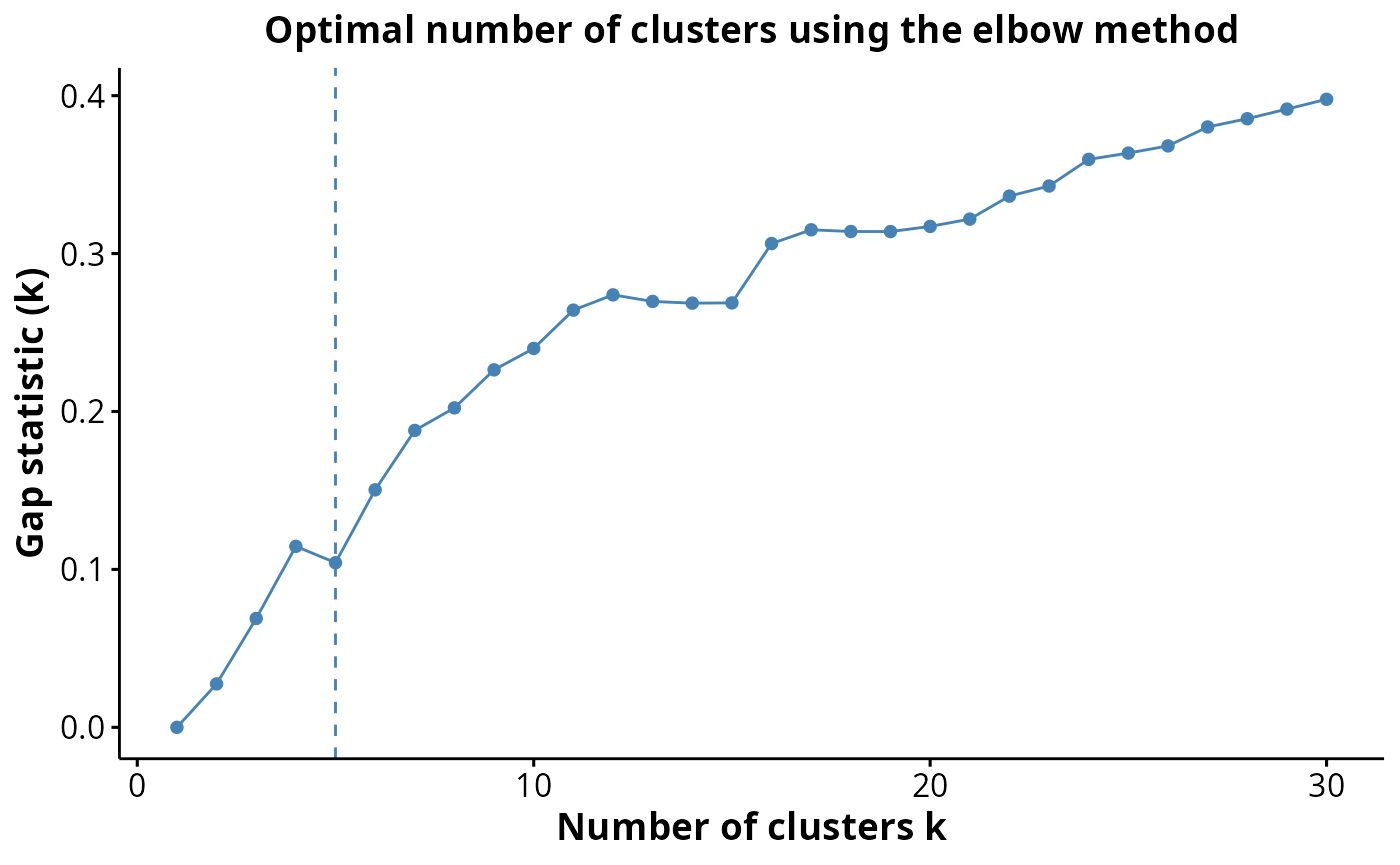 Optimal number of clusters using the elbow method
Gap statistic (k)
0.4
0.3
0.2
0.1
0.0
0 10 20 30
Number of clusters k